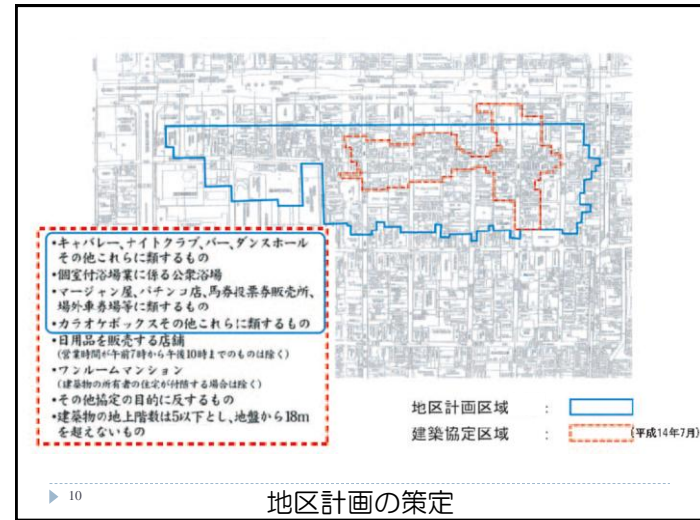 ・キャバレー、ナイトクラブ、バー、ダンスホール
その他これらに類するもの
・個室付浴場業に係る公衆浴場
・マージャン屋、パチンコ店、馬券投票券販売所、
場外車券場等に類するもの
・カラオケボックスその他これらに類するもの
・日用品を販売する店舗
(営業時間が午前7時から午後10時までのものは除く)
・ワンルームマンション
(建築物の所有者の住宅が付随する場合は除く)
・その他協定の目的に反するもの
・建築物の地上階数は5以下とし、地盤から18m
を超えないもの
地区計画区域 :
建築協定区域 : (平成14年7月)
10
地区計画の策定